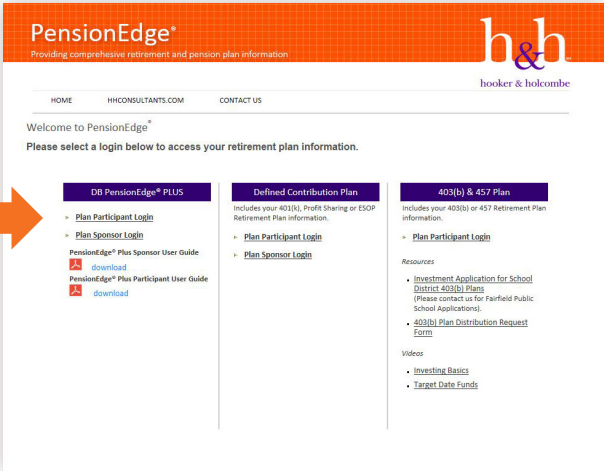 PensionEdge®
Providing comprehesive retirement and pension plan information
h&h
hooker & holcombe
HOME HHCONSULTANTS.COM CONTACT US
Welcome to PensionEdge®
Please select a login below to access your retirement plan information.
DB PensionEdge® PLUS
Plan Participant Login
Plan Sponsor Login
PensionEdge® Plus Sponsor User Guide
download
PensionEdge® Plus Participant User Guide
download
Defined Contribution Plan
Includes your 401(k), Profit Sharing or ESOP
Retirement Plan information.
Plan Participant Login
Plan Sponsor Login
403(b) & 457 Plan
Includes your 403(b) or 457 Retirement Plan
information.
Plan Participant Login
Resources
Investment Application for School
District 403(b) Plans
(Please contact us for Fairfield Public
School Applications).
403(b) Plan Distribution Request
Form
Videos
Investing Basics
Target Date Funds